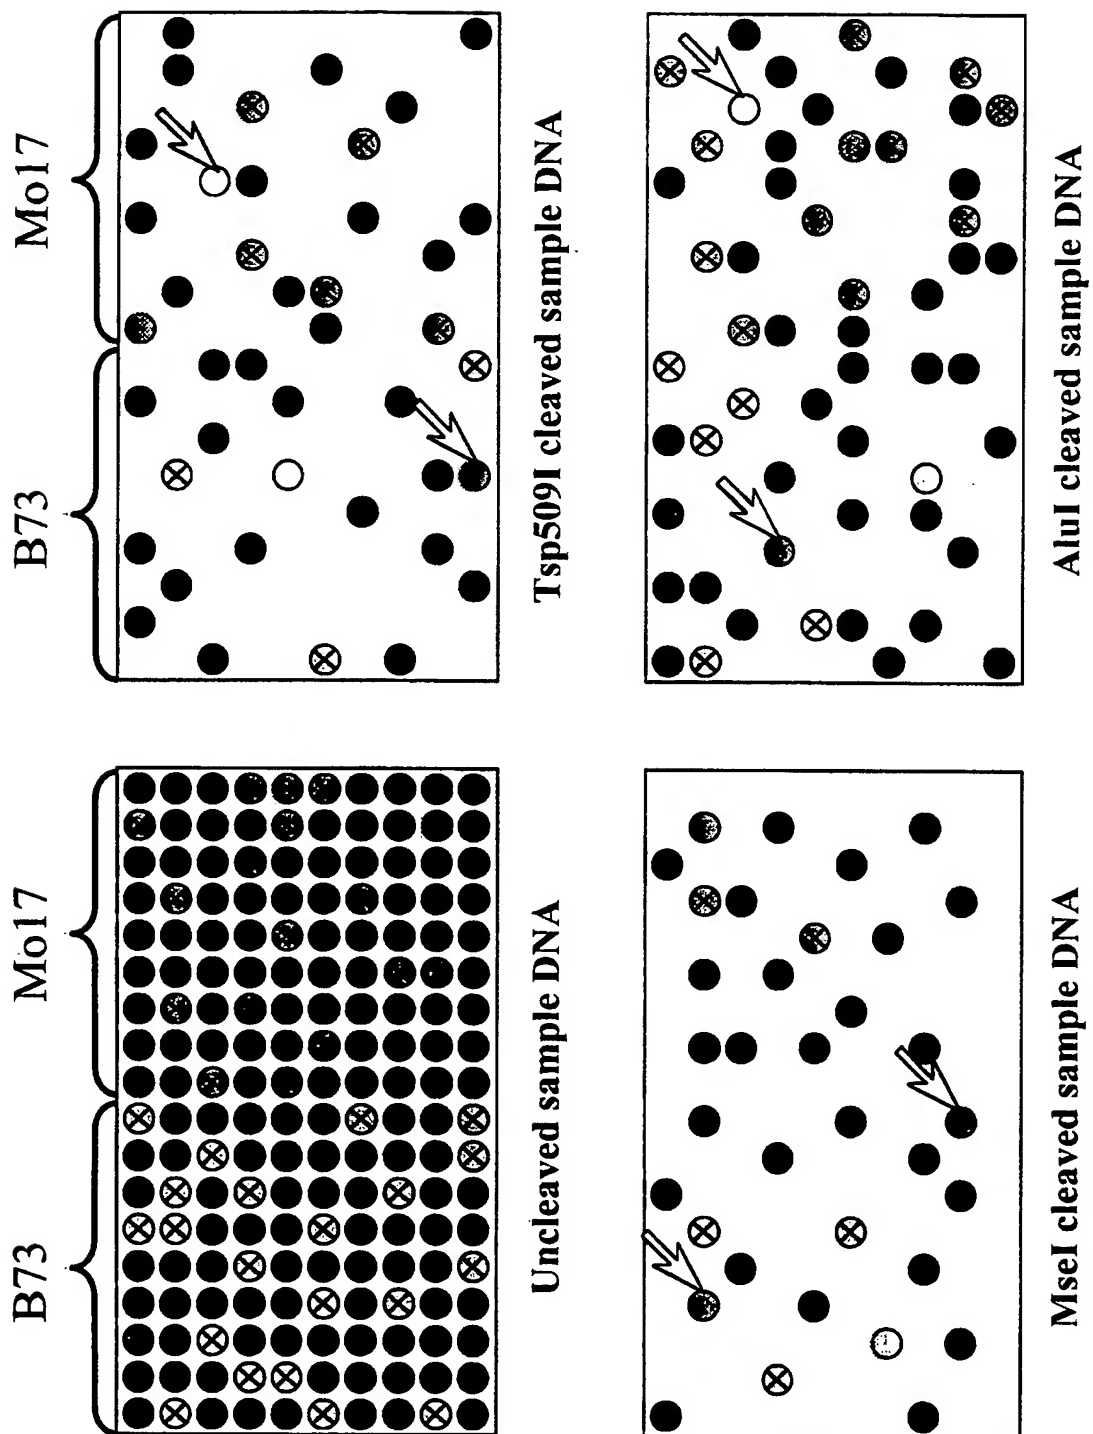 B73
Mo17
B73
Mo17
Uncleaved sample DNA
Tsp509I cleaved sample DNA
MseI cleaved sample DNA
AluI cleaved sample DNA